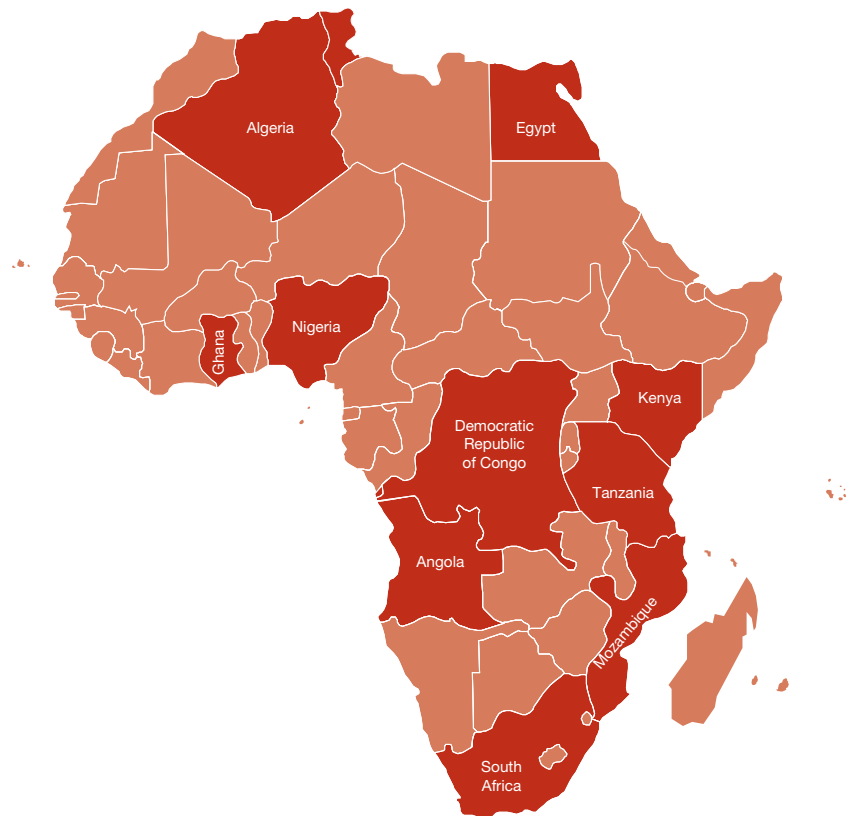 Algeria
Egypt
Nigeria
Ghana
Kenya
Democratic
Republic
of Congo
Tanzania
Angola
Mozambique
South
Africa